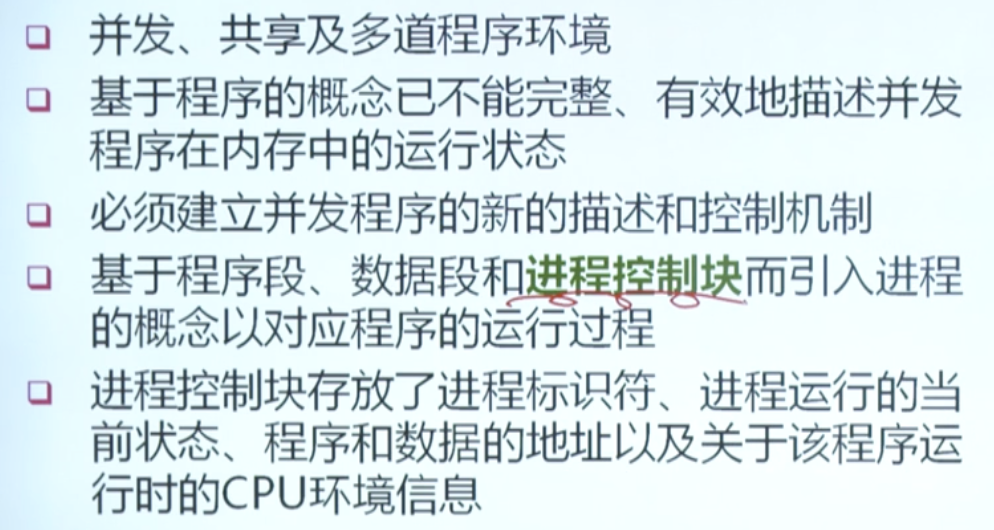 并发、共享及多道程序环境
基于程序的概念已不能完整、有效地描述并发
程序在内存中的运行状态
必须建立并发程序的新的描述和控制机制
基于程序段、数据段和进程控制块而引入进程
的概念以对应程序的运行过程
进程控制块存放了进程标识符、进程运行的当
前状态、程序和数据的地址以及关于该程序运
行时的CPU环境信息